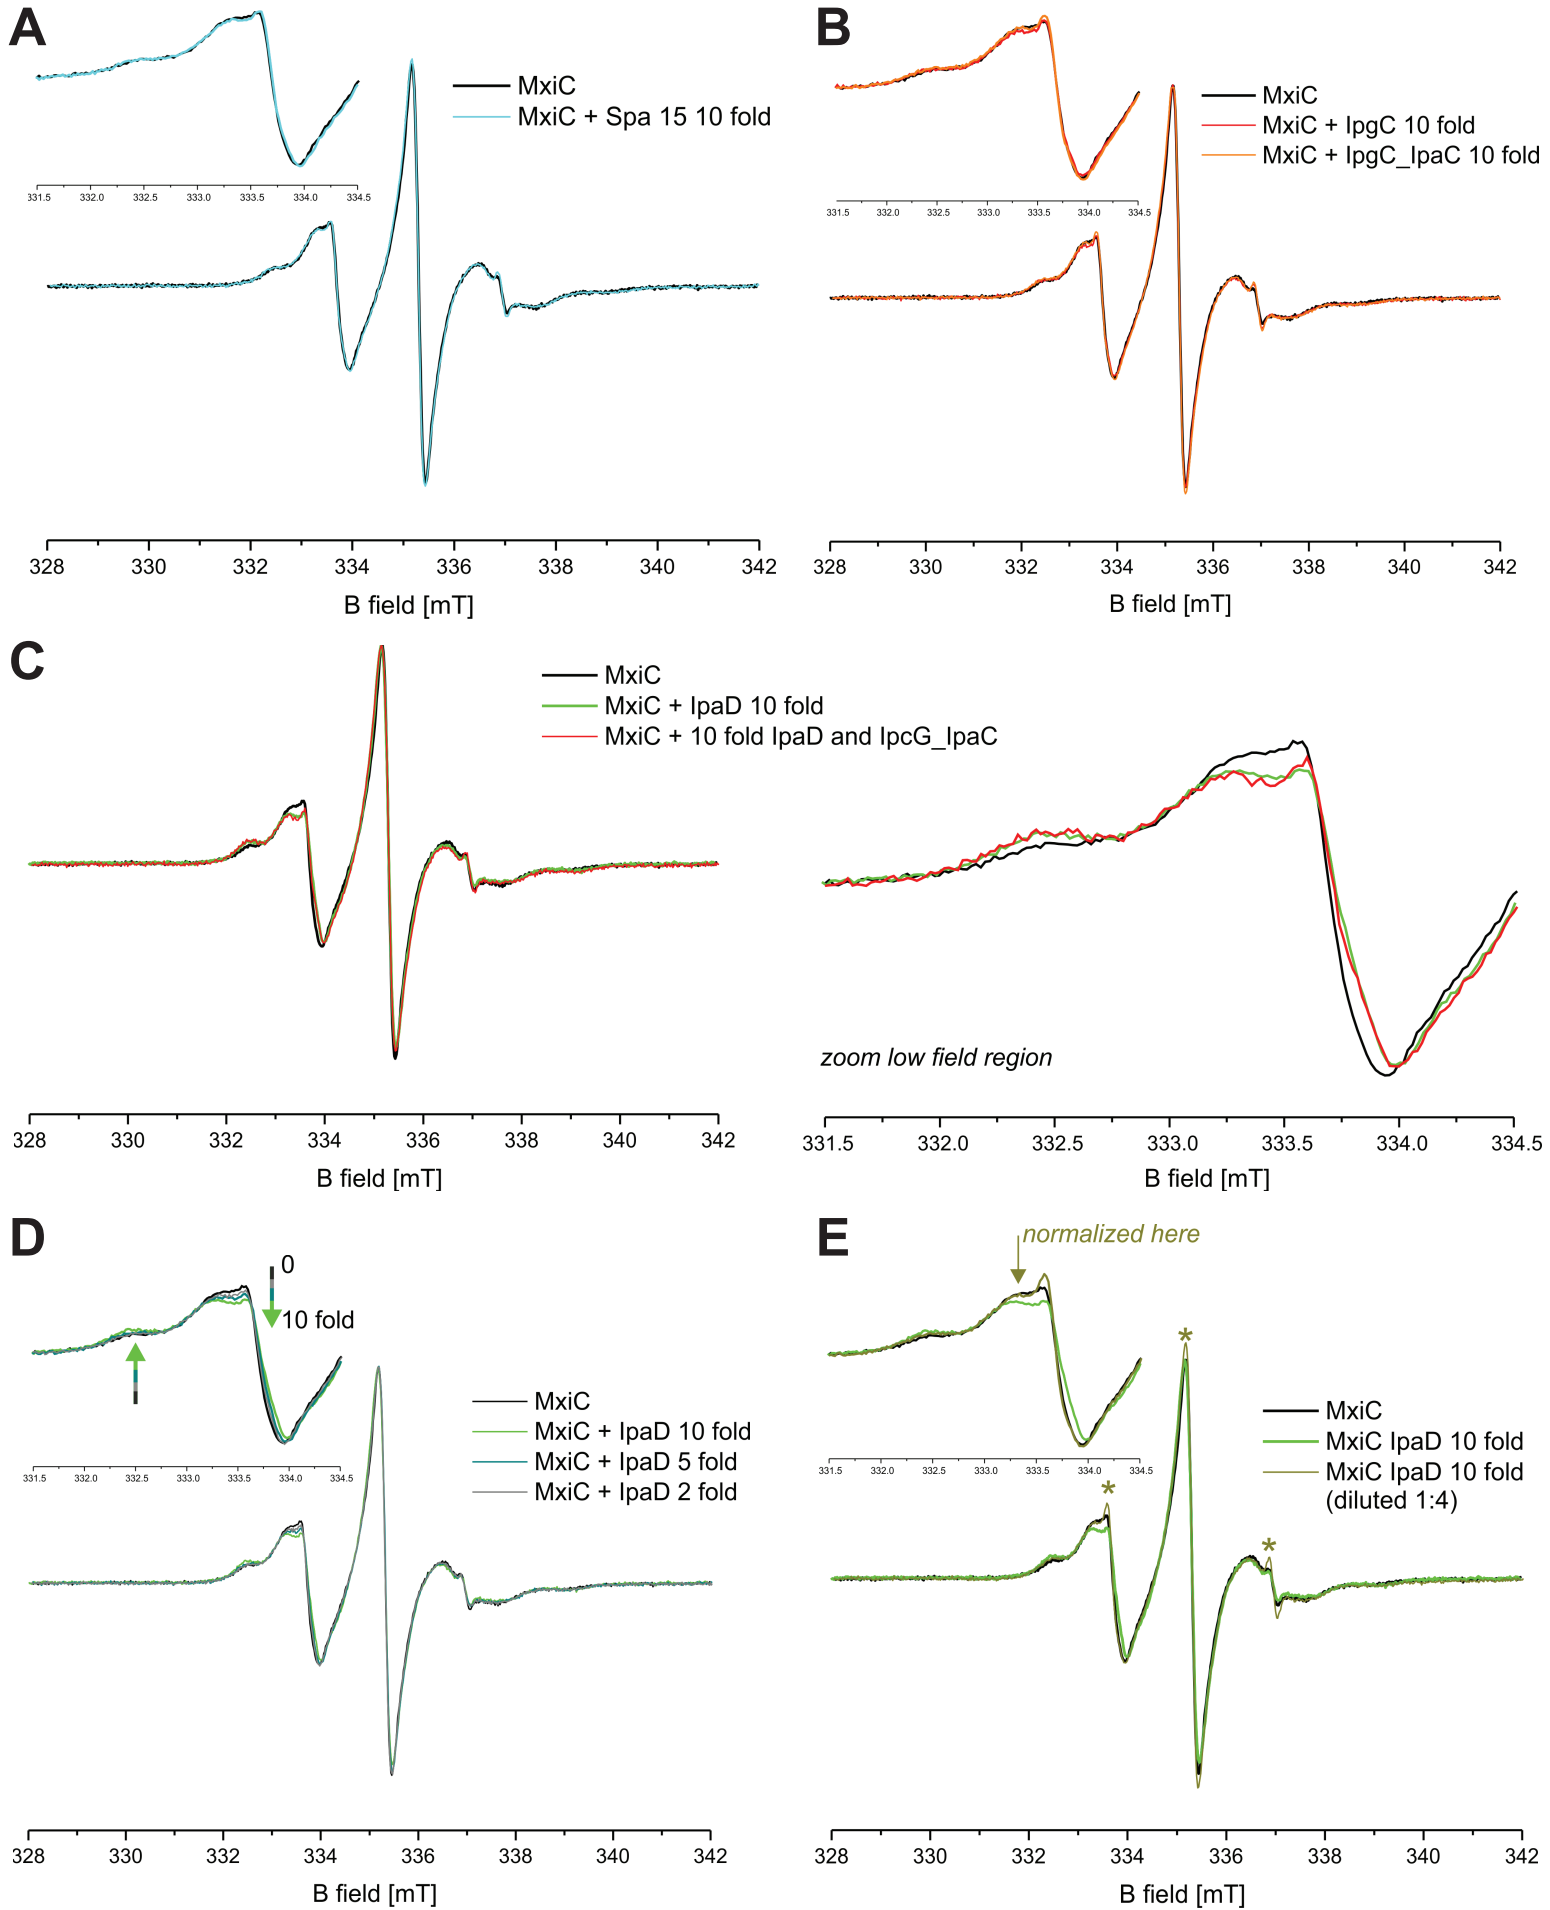 A
MxiC
MxiC + Spa 15 10 fold
331.5 332.0 332.5 333.0 333.5 334.0 334.5
328 330 332 334 336 338 340 342
B field [mT]
B
MxiC
MxiC + IpgC 10 fold
MxiC + IpgC_IpaC 10 fold
331.5 332.0 332.5 333.0 333.5 334.0 334.5
328 330 332 334 336 338 340 342
B field [mT]
C
MxiC
MxiC + IpaD 10 fold
MxiC + 10 fold IpaD and IpcG_IpaC
328 330 332 334 336 338 340 342
B field [mT]
zoom low field region
331.5 332.0 332.5 333.0 333.5 334.0 334.5
B field [mT]
D
0
10 fold
331.5 332.0 332.5 333.0 333.5 334.0 334.5
MxiC
MxiC + IpaD 10 fold
MxiC + IpaD 5 fold
MxiC + IpaD 2 fold
328 330 332 334 336 338 340 342
B field [mT]
E
normalized here
331.5 332.0 332.5 333.0 333.5 334.0 334.5
*
*
*
MxiC
MxiC IpaD 10 fold
MxiC IpaD 10 fold
(diluted 1:4)
328 330 332 334 336 338 340 342
B field [mT]